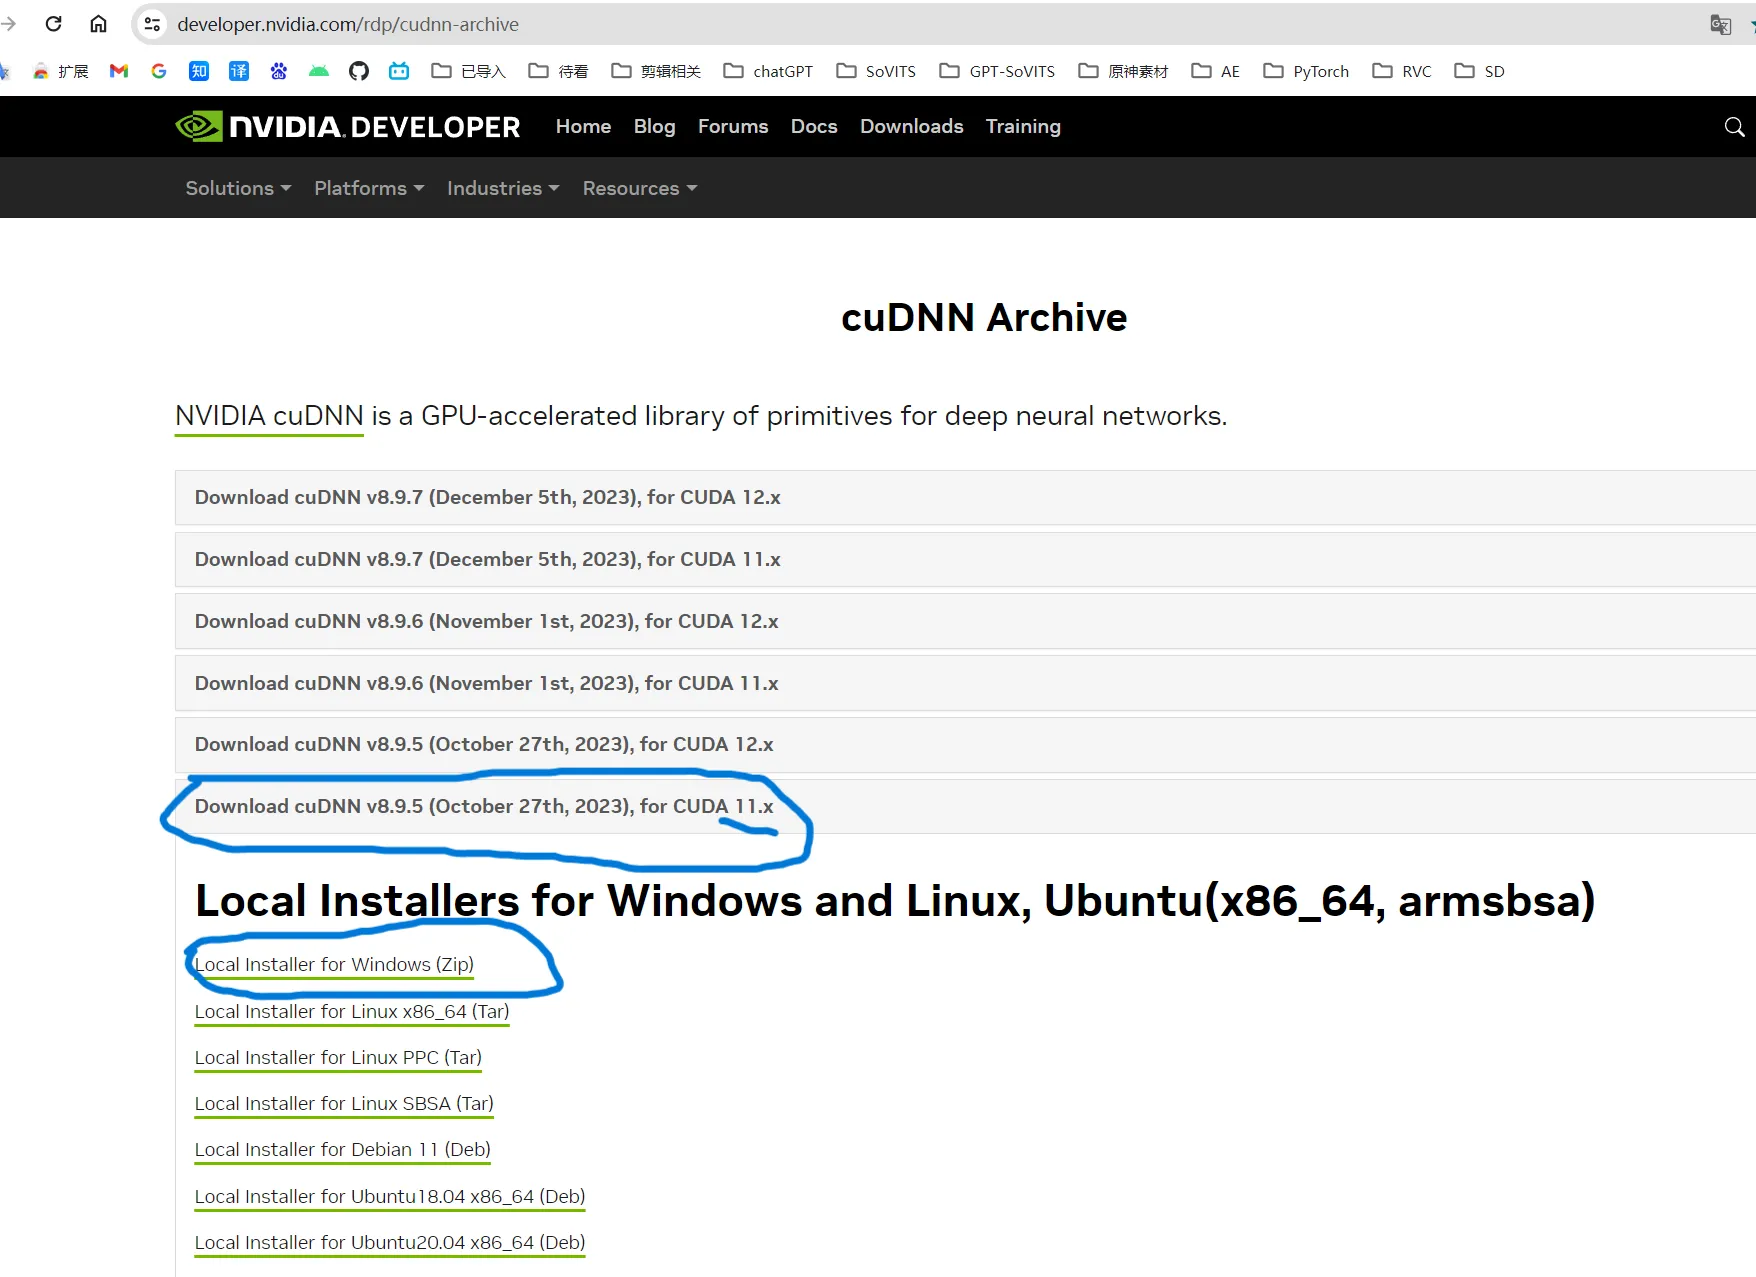 developer.nvidia.com/rdp/cudnn-archive
扩展 知 译 已导入 待看 剪辑相关 chatGPT SoVITS GPT-SoVITS 原神素材 AE PyTorch RVC SD
NVIDIA. DEVELOPER Home Blog Forums Docs Downloads Training
Solutions Platforms Industries Resources
cuDNN Archive
NVIDIA cuDNN is a GPU-accelerated library of primitives for deep neural networks.
Download cuDNN v8.9.7 (December 5th, 2023), for CUDA 12.x
Download cuDNN v8.9.7 (December 5th, 2023), for CUDA 11.x
Download cuDNN v8.9.6 (November 1st, 2023), for CUDA 12.x
Download cuDNN v8.9.6 (November 1st, 2023), for CUDA 11.x
Download cuDNN v8.9.5 (October 27th, 2023), for CUDA 12.x
Download cuDNN v8.9.5 (October 27th, 2023), for CUDA 11.x
Local Installers for Windows and Linux, Ubuntu(x86_64, armsbsa)
Local Installer for Windows (Zip)
Local Installer for Linux x86_64 (Tar)
Local Installer for Linux PPC (Tar)
Local Installer for Linux SBSA (Tar)
Local Installer for Debian 11 (Deb)
Local Installer for Ubuntu18.04 x86_64 (Deb)
Local Installer for Ubuntu20.04 x86_64 (Deb)